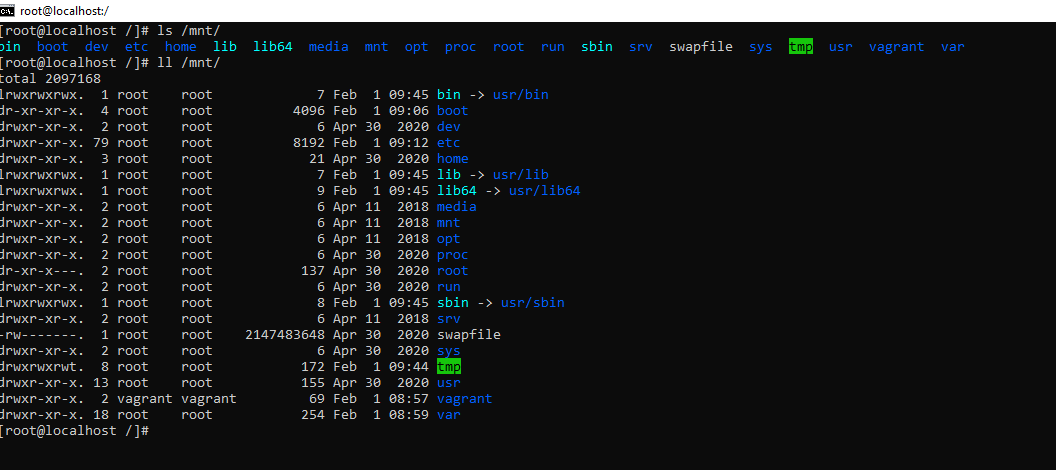 root@localhost:/
[root@localhost /]# ls /mnt/
bin boot dev etc home lib lib64 media mnt opt proc root run sbin srv swapfile sys tmp usr vagrant var
[root@localhost /]# ll /mnt/
total 2097168
lrwxrwxrwx. 1 root root 7 Feb 1 09:45 bin -> usr/bin
dr-xr-xr-x. 4 root root 4096 Feb 1 09:06 boot
drwxr-xr-x. 2 root root 6 Apr 30 2020 dev
drwxr-xr-x. 79 root root 8192 Feb 1 09:12 etc
drwxr-xr-x. 3 root root 21 Apr 30 2020 home
lrwxrwxrwx. 1 root root 7 Feb 1 09:45 lib -> usr/lib
lrwxrwxrwx. 1 root root 9 Feb 1 09:45 lib64 -> usr/lib64
drwxr-xr-x. 2 root root 6 Apr 11 2018 media
drwxr-xr-x. 2 root root 6 Apr 11 2018 mnt
drwxr-xr-x. 2 root root 6 Apr 11 2018 opt
drwxr-xr-x. 2 root root 6 Apr 30 2020 proc
dr-xr-x---. 2 root root 137 Apr 30 2020 root
drwxr-xr-x. 2 root root 6 Apr 30 2020 run
lrwxrwxrwx. 1 root root 8 Feb 1 09:45 sbin -> usr/sbin
drwxr-xr-x. 2 root root 6 Apr 11 2018 srv
-rw-------. 1 root root 2147483648 Apr 30 2020 swapfile
drwxr-xr-x. 2 root root 6 Apr 30 2020 sys
drwxrwxrwt. 8 root root 172 Feb 1 09:44 tmp
drwxr-xr-x. 13 root root 155 Apr 30 2020 usr
drwxr-xr-x. 2 vagrant vagrant 69 Feb 1 08:57 vagrant
drwxr-xr-x. 18 root root 254 Feb 1 08:59 var
[root@localhost /]#